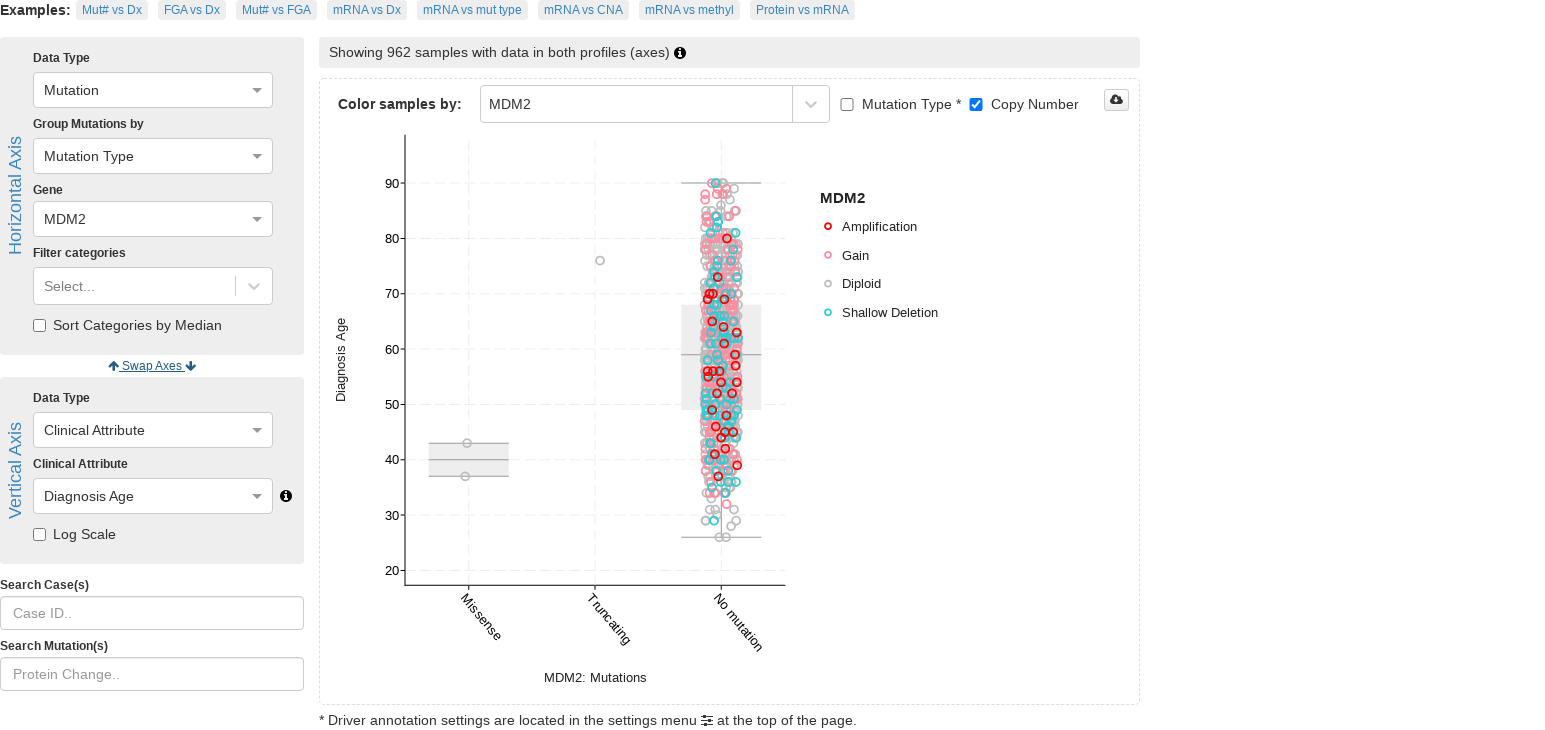 Examples: Mut# vs Dx FGA vs Dx Mut# vs FGA mRNA vs Dx mRNA vs mut type mRNA vs CNA mRNA vs methyl Protein vs mRNA
Horizontal Axis
Data Type
Mutation
Group Mutations by
Mutation Type
Gene
MDM2
Filter categories
Select...
Sort Categories by Median
Swap Axes
Vertical Axis
Data Type
Clinical Attribute
Clinical Attribute
Diagnosis Age
Log Scale
Search Case(s)
Case ID..
Search Mutation(s)
Protein Change..
Showing 962 samples with data in both profiles (axes)
Color samples by: MDM2 Mutation Type * Copy Number
Diagnosis Age
90
80
70
60
50
40
30
20
Missense
Truncating
No mutation
MDM2: Mutations
MDM2
Amplification
Gain
Diploid
Shallow Deletion
* Driver annotation settings are located in the settings menu at the top of the page.